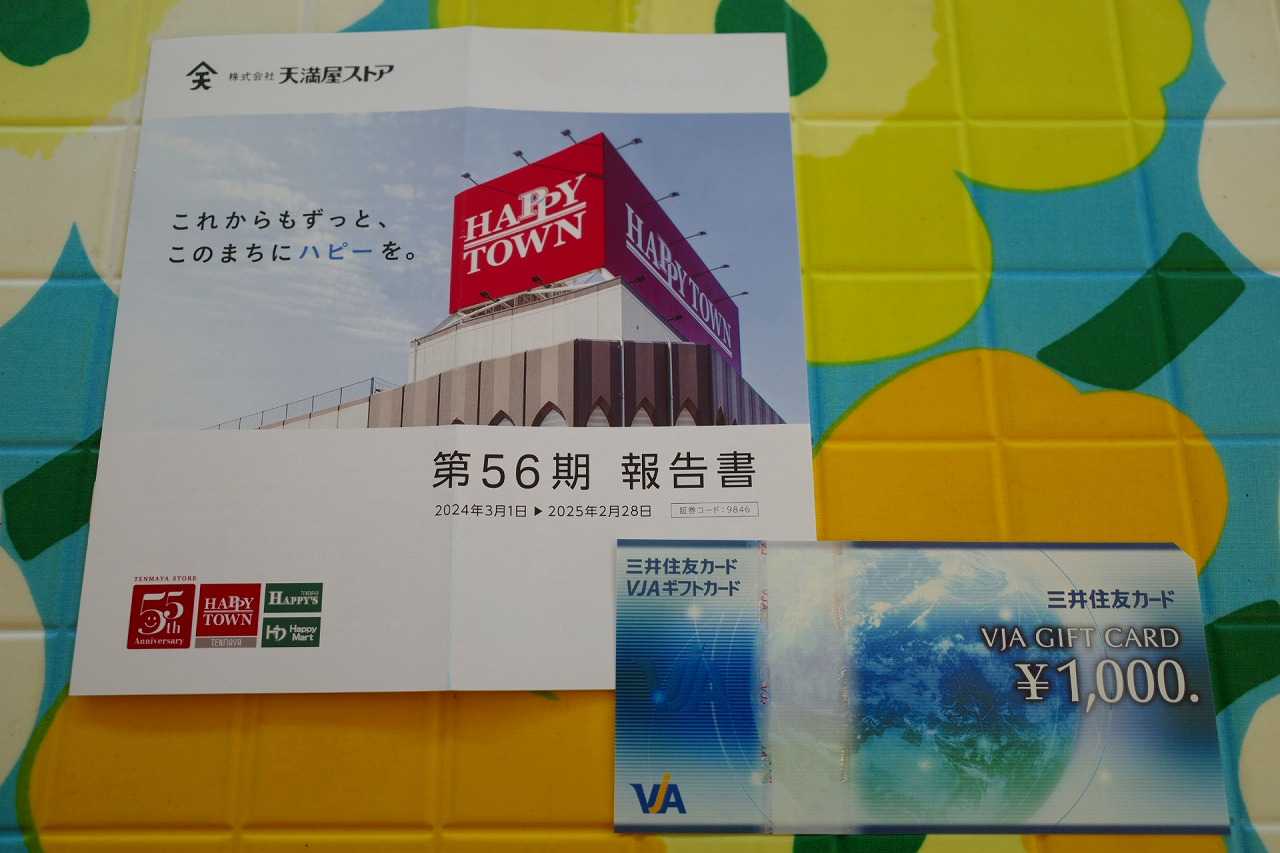 株式会社 天満屋ストア
これからもずっと、
このまちにハピーを。
HAPPY
TOWN
HAPPY TOWN
第56期 報告書
2024年3月1日 ▶ 2025年2月28日 証券コード:9846
TENMAYA STORE
55th
Anniversary
HAPPY
TOWN
TENMAYA
HAPPY'S
Happy
Mart
三井住友カード
VJAギフトカード
VJA
三井住友カード
VJA GIFT CARD
¥1,000.